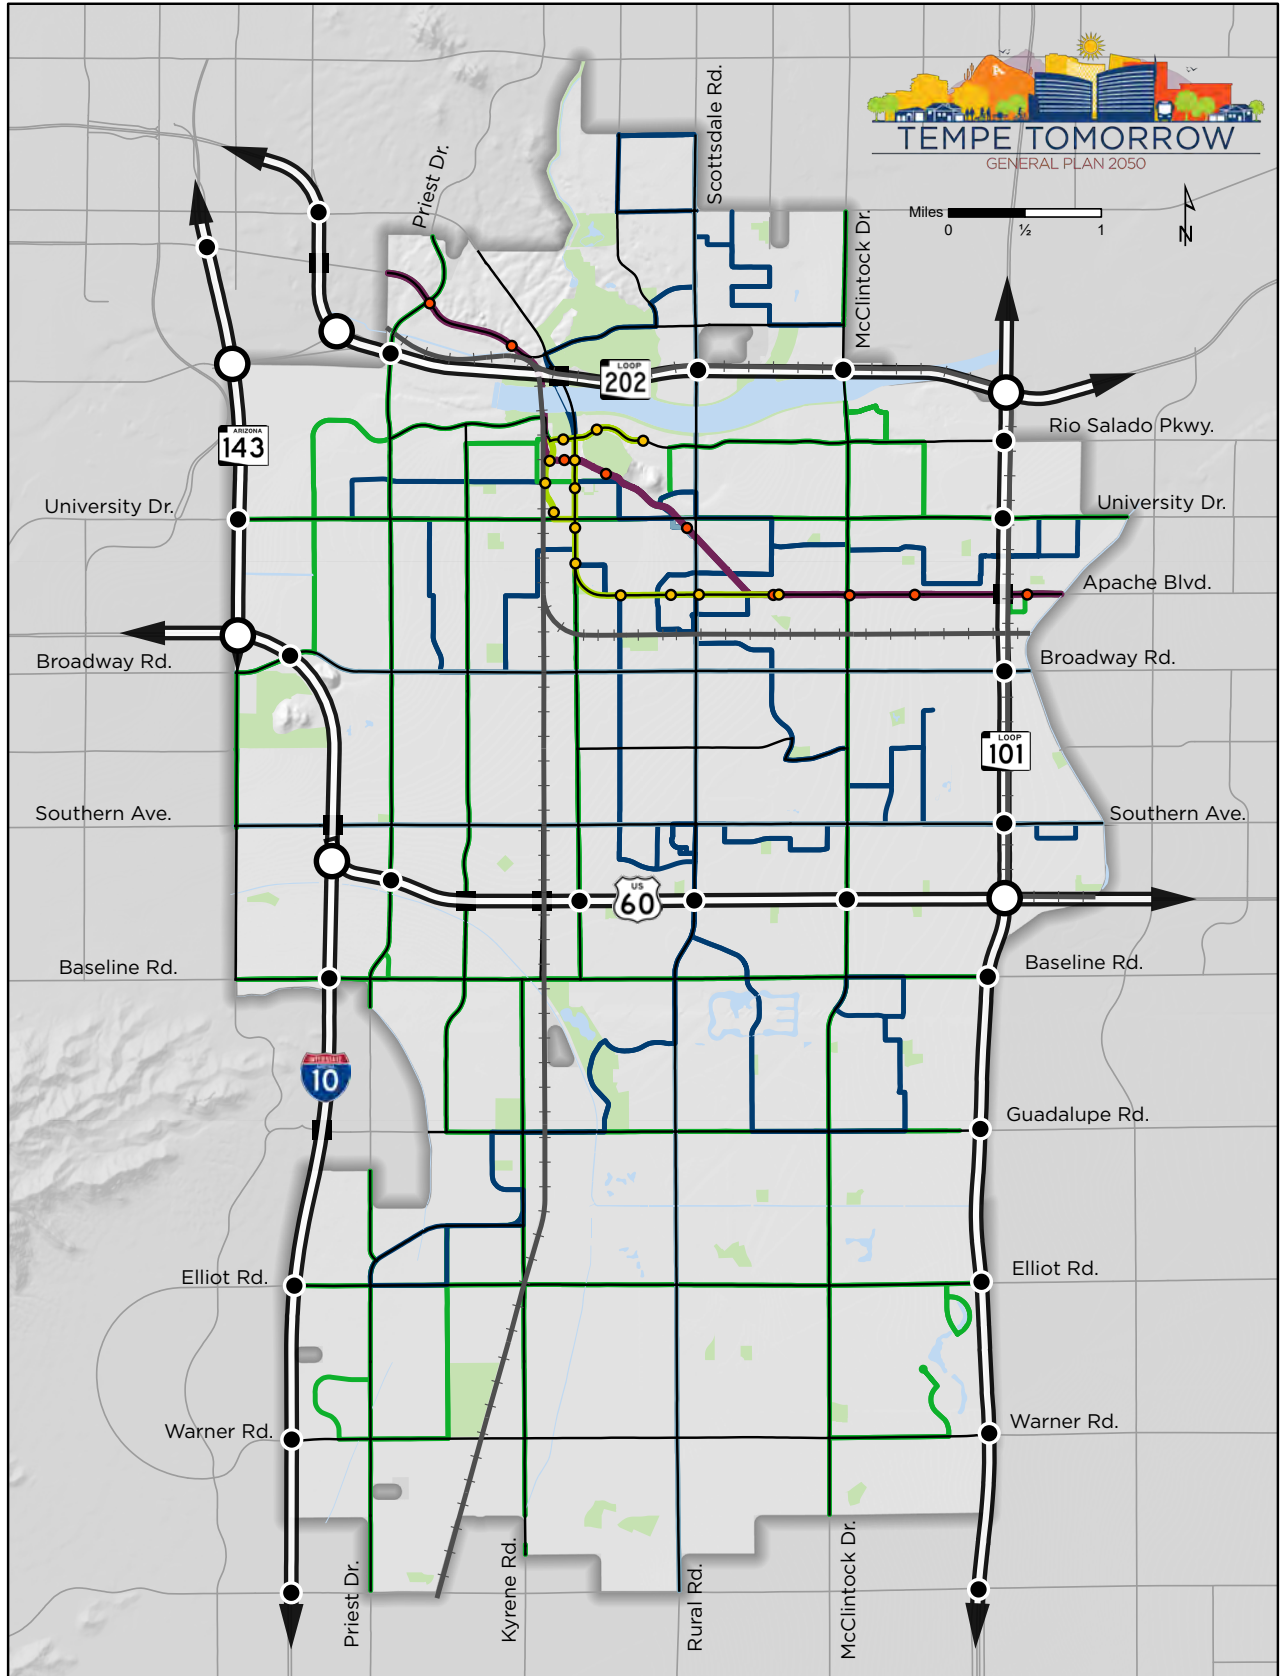 TEMPE TOMORROW
GENERAL PLAN 2050
A
Scottsdale Rd.
Priest Dr.
McClintock Dr.
Miles
0 ½ 1
N
LOOP
202
ARIZONA
143
Rio Salado Pkwy.
University Dr.
University Dr.
Apache Blvd.
Broadway Rd.
Broadway Rd.
LOOP
101
Southern Ave.
Southern Ave.
US
60
Baseline Rd.
Baseline Rd.
INTERSTATE
10
Guadalupe Rd.
Elliot Rd.
Elliot Rd.
Warner Rd.
Warner Rd.
Priest Dr.
Kyrene Rd.
Rural Rd.
McClintock Dr.